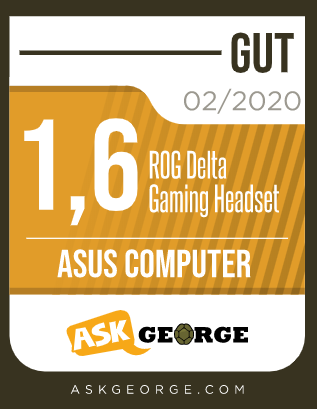 GUT
02/2020
1,6
ROG Delta
Gaming Headset
ASUS COMPUTER
ASK GEORGE
ASKGEORGE.COM